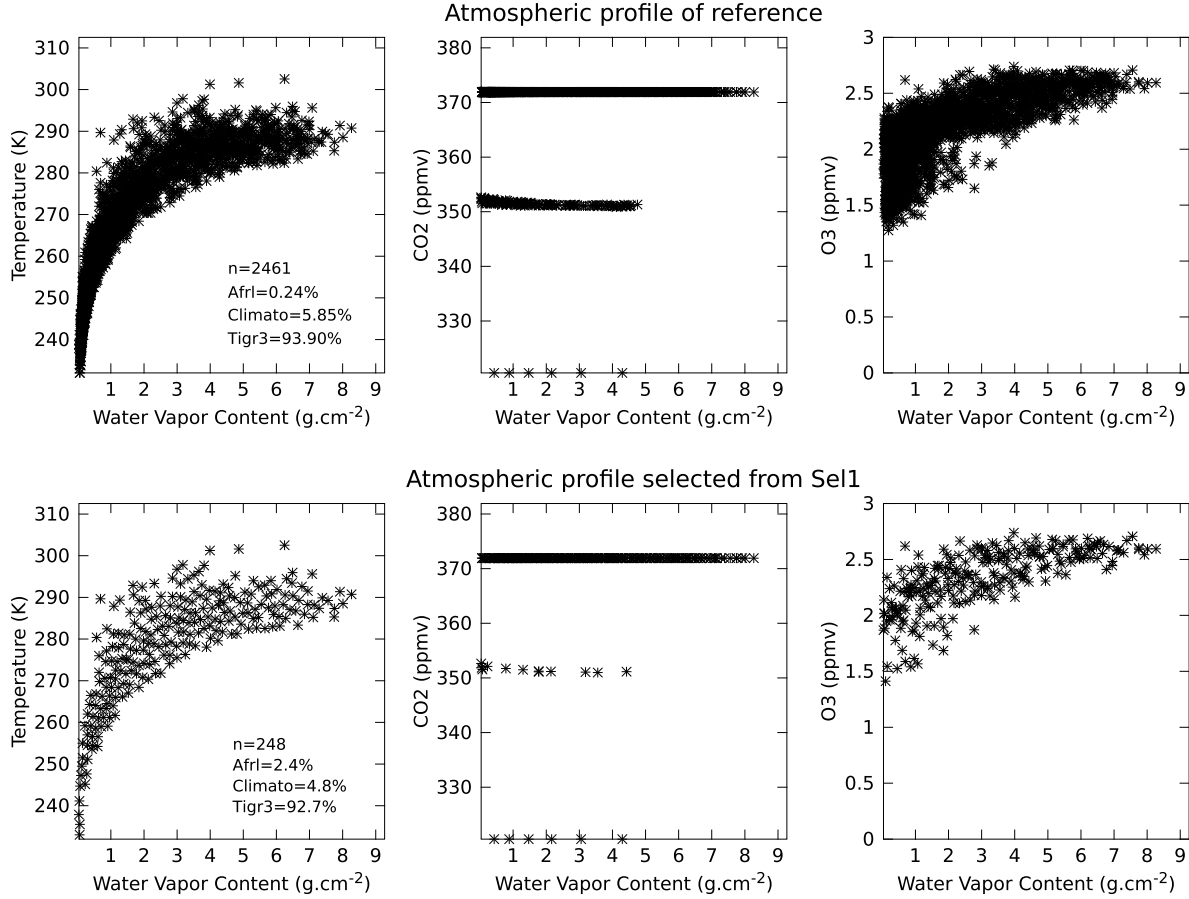 Atmospheric profile of reference
310
300
290
280
270
260
250
240
Temperature (K)
n=2461
Afrl=0.24%
Climato=5.85%
Tigr3=93.90%
1 2 3 4 5 6 7 8 9
Water Vapor Content (g.cm-2)
380
370
360
350
340
330
CO2 (ppmv)
1 2 3 4 5 6 7 8 9
Water Vapor Content (g.cm-2)
3
2.5
2
1.5
1
0.5
0
O3 (ppmv)
1 2 3 4 5 6 7 8 9
Water Vapor Content (g.cm-2)
Atmospheric profile selected from Sel1
310
300
290
280
270
260
250
240
Temperature (K)
n=248
Afrl=2.4%
Climato=4.8%
Tigr3=92.7%
1 2 3 4 5 6 7 8 9
Water Vapor Content (g.cm-2)
380
370
360
350
340
330
CO2 (ppmv)
1 2 3 4 5 6 7 8 9
Water Vapor Content (g.cm-2)
3
2.5
2
1.5
1
0.5
0
O3 (ppmv)
1 2 3 4 5 6 7 8 9
Water Vapor Content (g.cm-2)